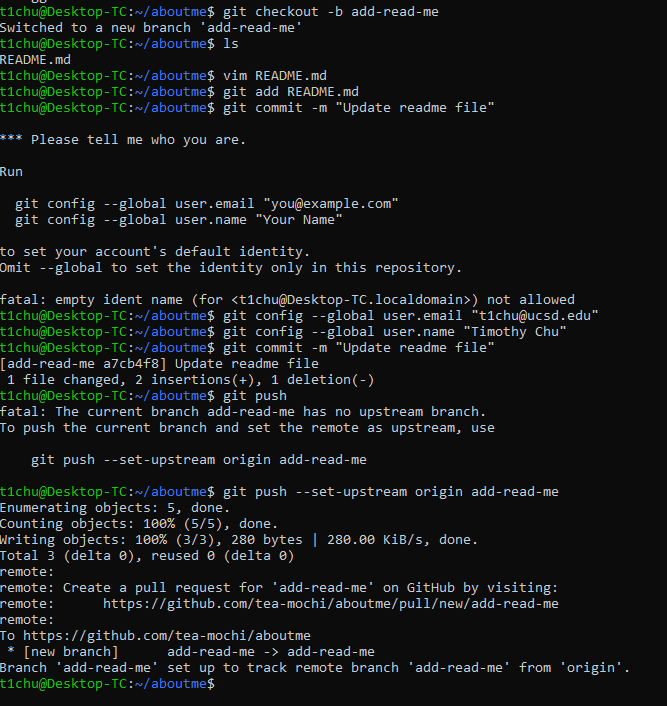 t1chu@Desktop-TC:~/aboutme$ git checkout -b add-read-me
Switched to a new branch 'add-read-me'
t1chu@Desktop-TC:~/aboutme$ ls
README.md
t1chu@Desktop-TC:~/aboutme$ vim README.md
t1chu@Desktop-TC:~/aboutme$ git add README.md
t1chu@Desktop-TC:~/aboutme$ git commit -m "Update readme file"

*** Please tell me who you are.

Run

  git config --global user.email "you@example.com"
  git config --global user.name "Your Name"

to set your account's default identity.
Omit --global to set the identity only in this repository.

fatal: empty ident name (for <t1chu@Desktop-TC.localdomain>) not allowed
t1chu@Desktop-TC:~/aboutme$ git config --global user.email "t1chu@ucsd.edu"
t1chu@Desktop-TC:~/aboutme$ git config --global user.name "Timothy Chu"
t1chu@Desktop-TC:~/aboutme$ git commit -m "Update readme file"
[add-read-me a7cb4f8] Update readme file
 1 file changed, 2 insertions(+), 1 deletion(-)
t1chu@Desktop-TC:~/aboutme$ git push
fatal: The current branch add-read-me has no upstream branch.
To push the current branch and set the remote as upstream, use

    git push --set-upstream origin add-read-me

t1chu@Desktop-TC:~/aboutme$ git push --set-upstream origin add-read-me
Enumerating objects: 5, done.
Counting objects: 100% (5/5), done.
Writing objects: 100% (3/3), 280 bytes | 280.00 KiB/s, done.
Total 3 (delta 0), reused 0 (delta 0)
remote:
remote: Create a pull request for 'add-read-me' on GitHub by visiting:
remote:      https://github.com/tea-mochi/aboutme/pull/new/add-read-me
remote:
To https://github.com/tea-mochi/aboutme
 * [new branch]      add-read-me -> add-read-me
Branch 'add-read-me' set up to track remote branch 'add-read-me' from 'origin'.
t1chu@Desktop-TC:~/aboutme$